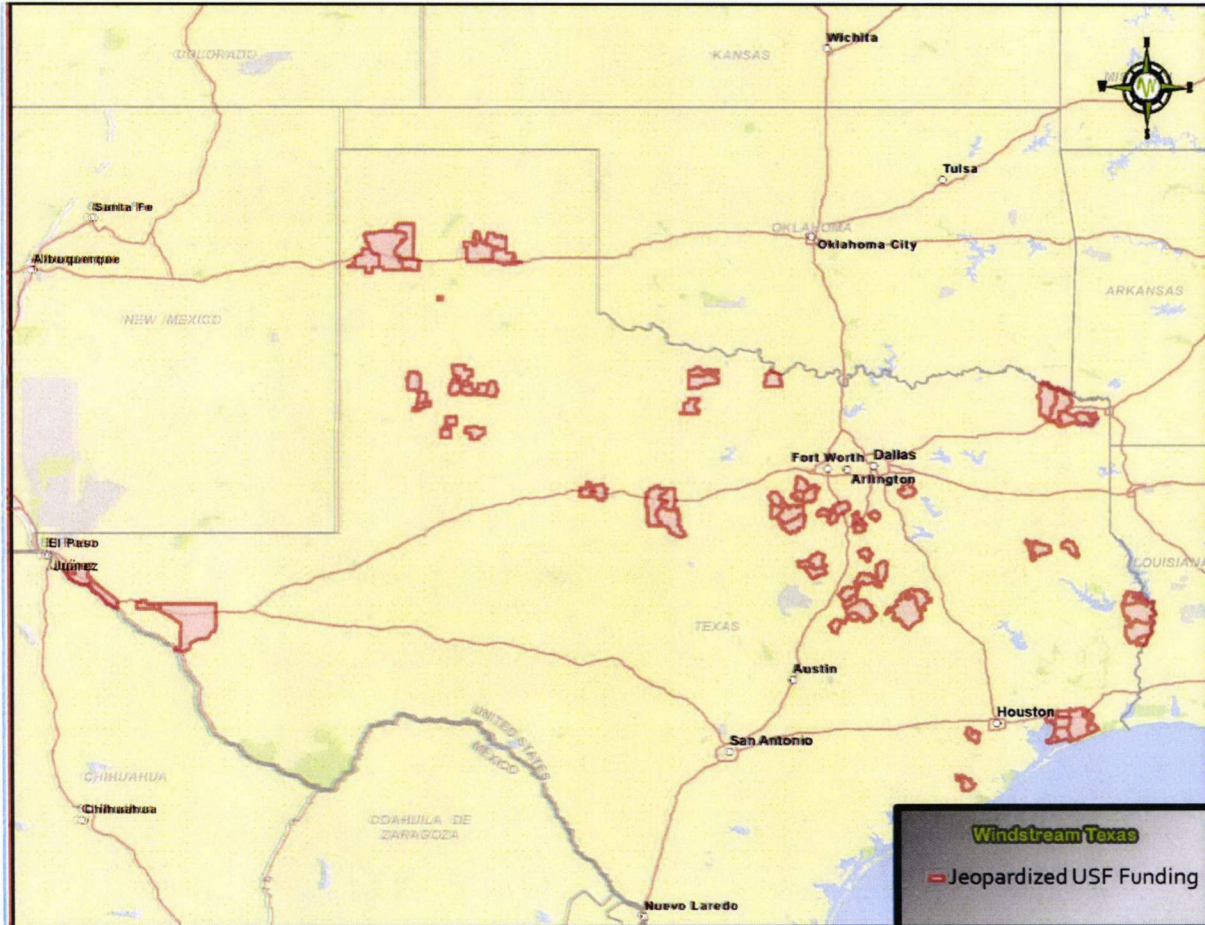 Wichita
COLORADO
KANSAS
N
W
E
S
Tulsa
Santa Fe
OKLAHOMA
Oklahoma City
Albuquerque
ARKANSAS
NEW MEXICO
Fort Worth
Dallas
Arlington
El Paso
Juárez
LOUISIANA
TEXAS
Austin
Houston
UNITED STATES
MEXICO
San Antonio
CHIHUAHUA
Chihuahua
COAHUILA DE
ZARAGOZA
Windstream Texas
Jeopardized USF Funding
Nuevo Laredo